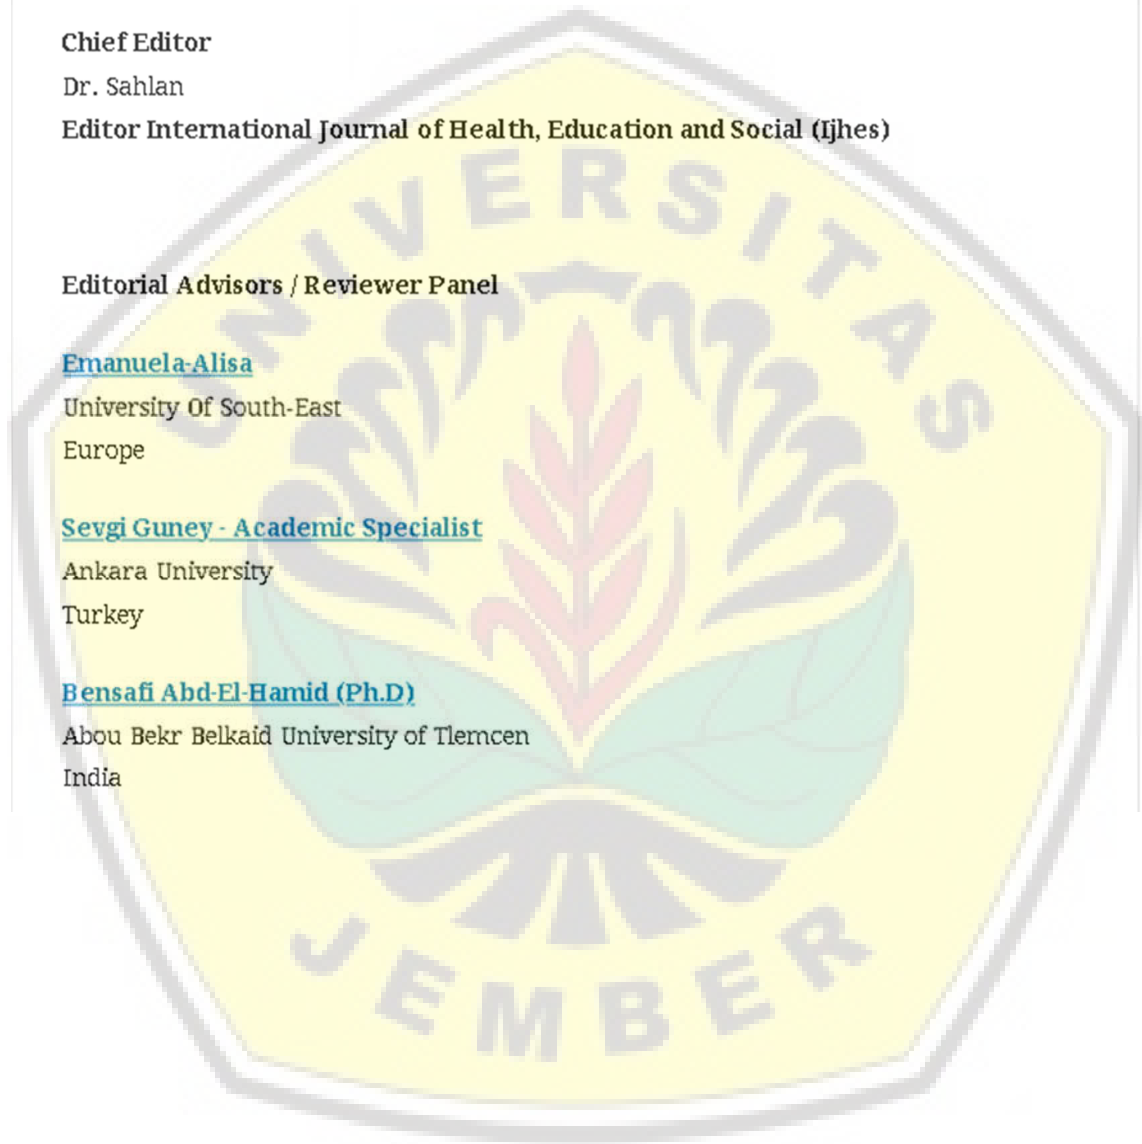 Chief Editor
Dr. Sahlan
Editor International Journal of Health, Education and Social (Ijhes)
UNIVERSITAS
Editorial Advisors / Reviewer Panel
Emanuela-Alisa
University Of South-East
Europe
Sevgi Guney - Academic Specialist
Ankara University
Turkey
Bensafi Abd-El-Hamid (Ph.D)
Abou Bekr Belkaid University of Tlemcen
India
JEMBER